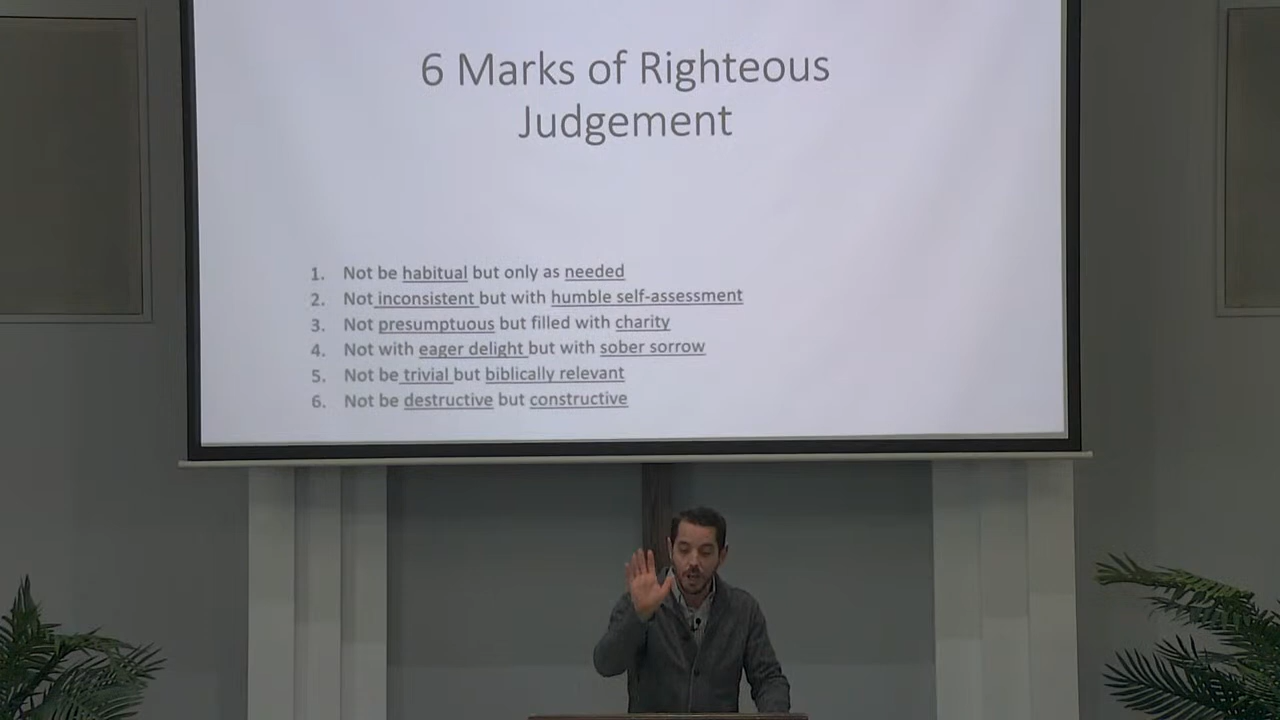 6 Marks of Righteous
Judgement
1. Not be habitual but only as needed
2. Not inconsistent but with humble self-assessment
3. Not presumptuous but filled with charity
4. Not with eager delight but with sober sorrow
5. Not be trivial but biblically relevant
6. Not be destructive but constructive